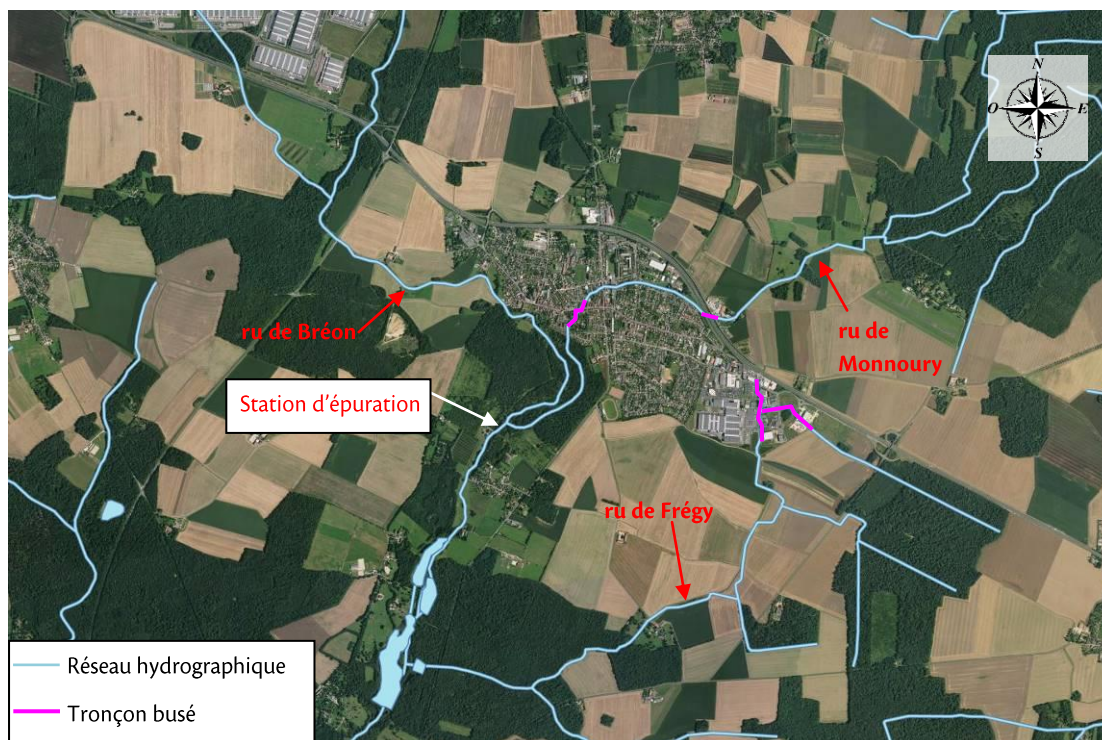 N
O
E
S
ru de Bréon
ru de
Monnoury
Station d'épuration
ru de Frégy
Réseau hydrographique
Tronçon busé